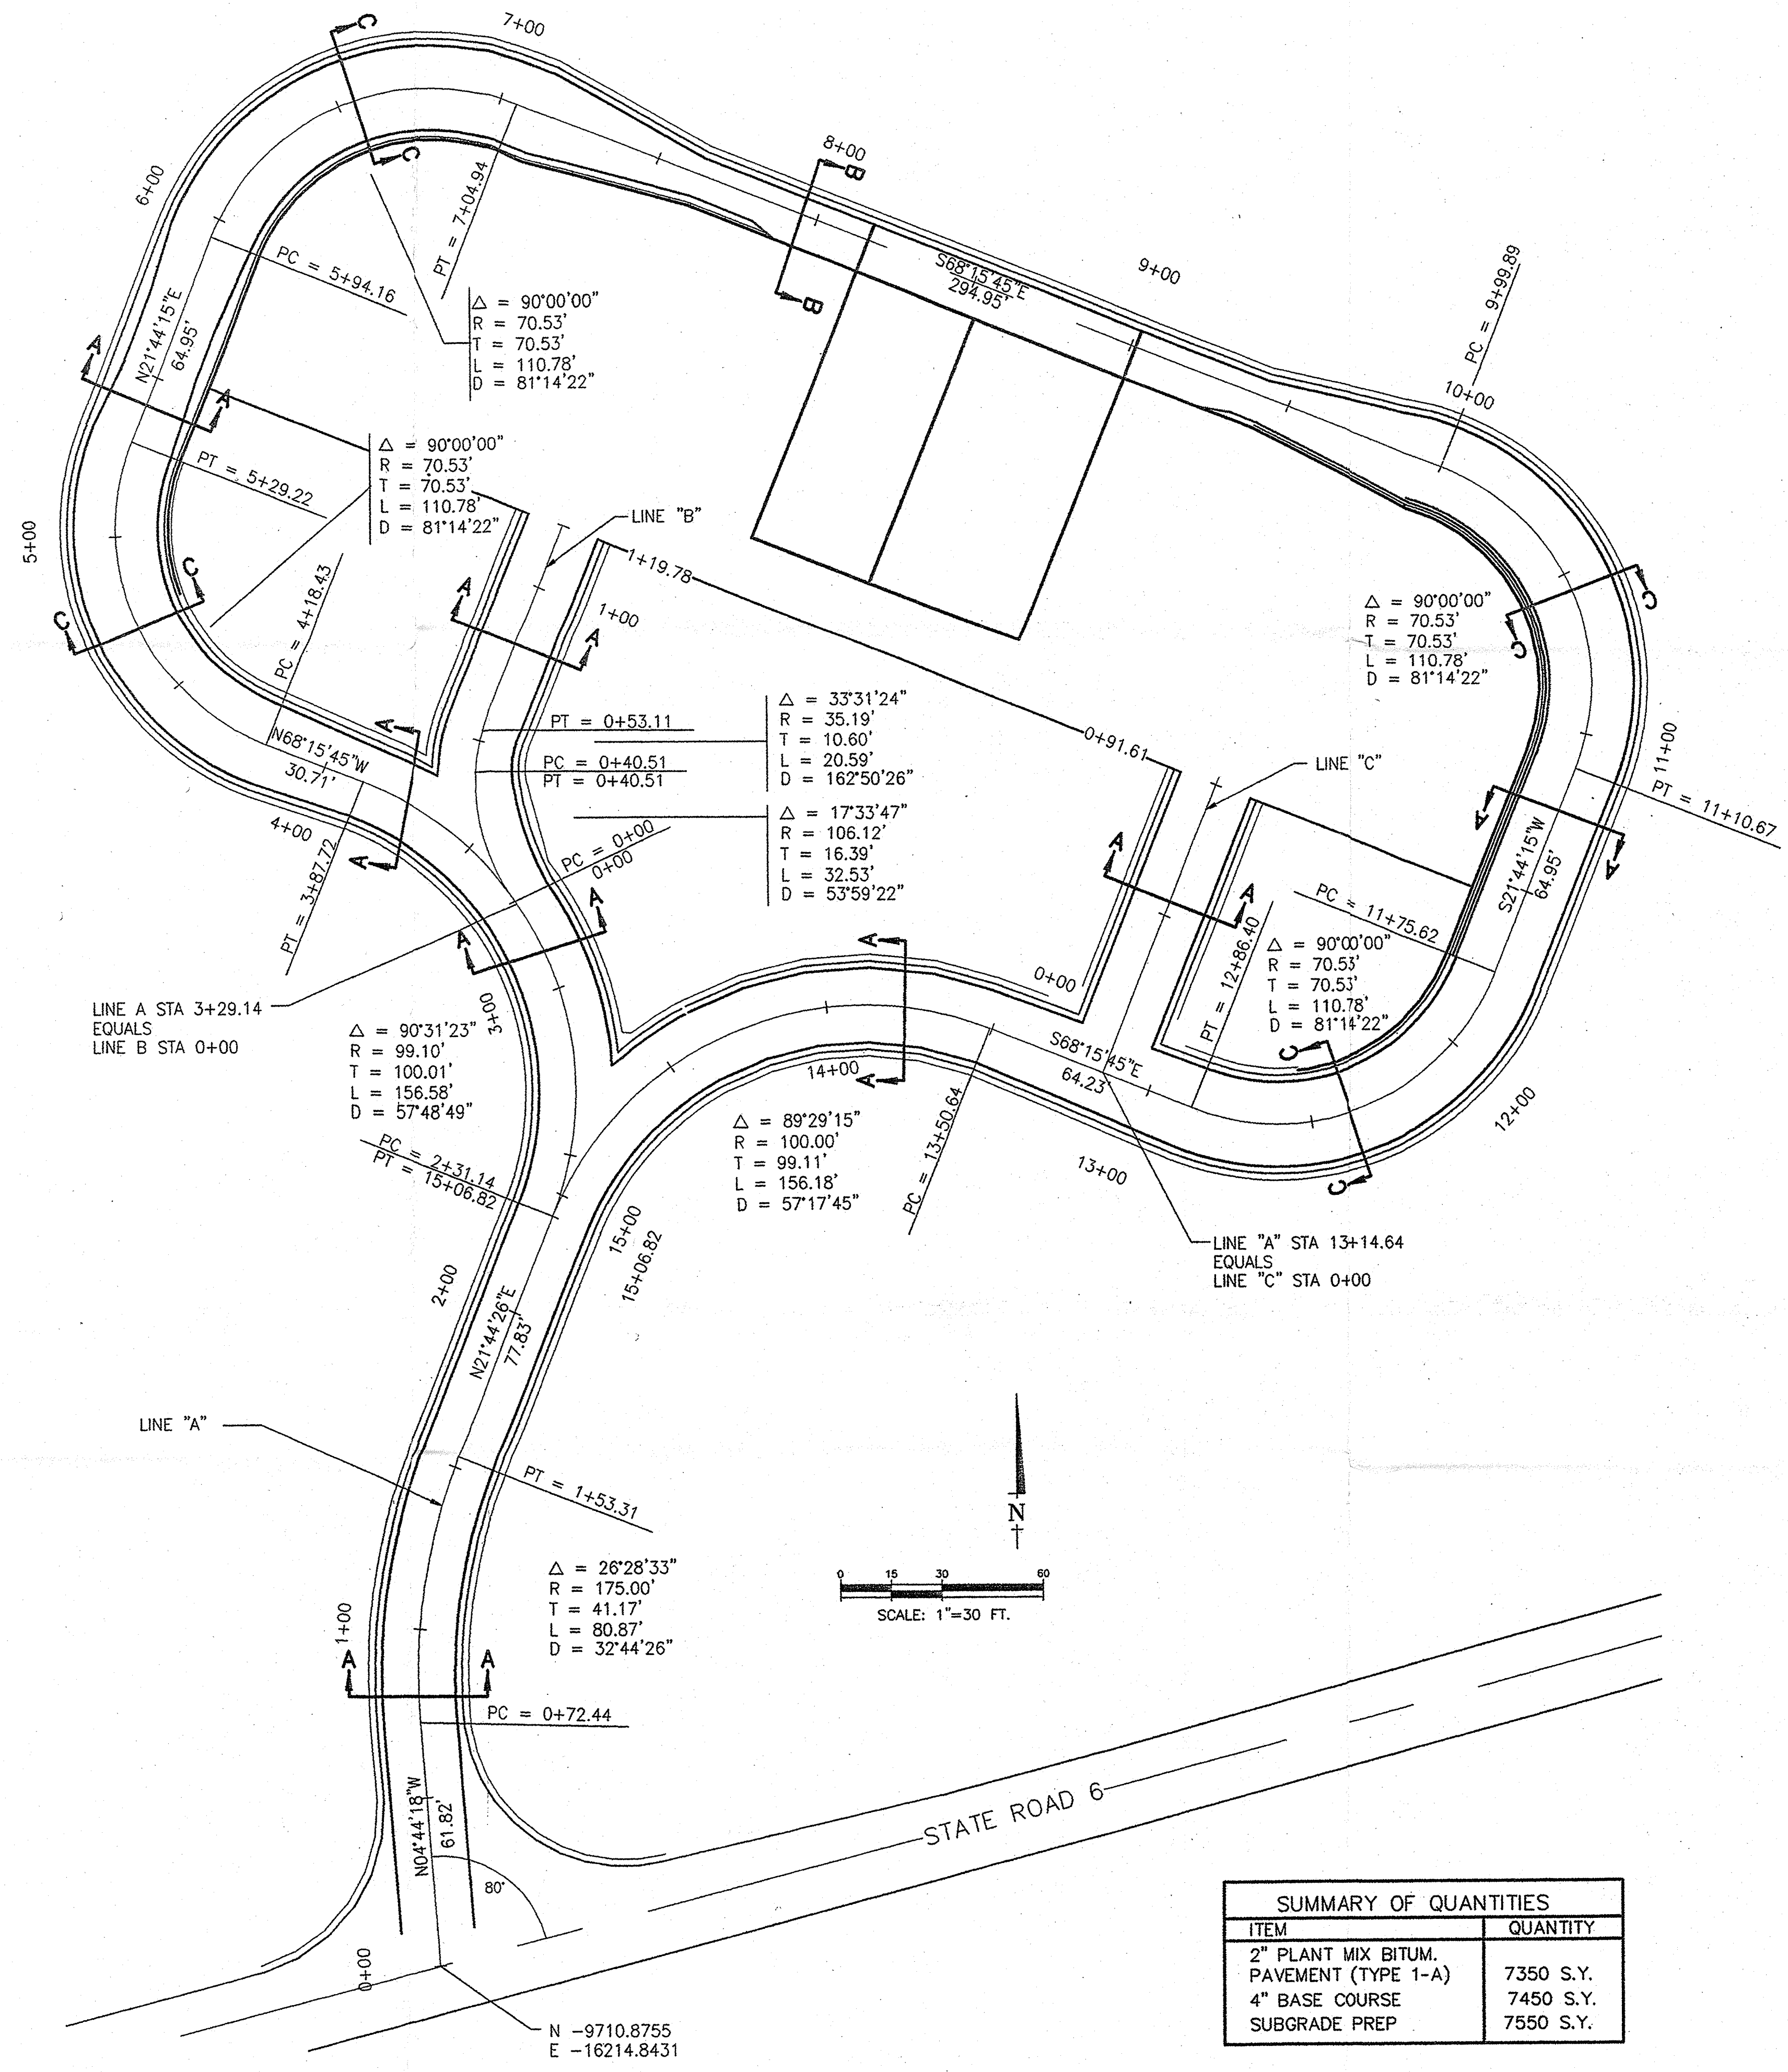 7+00
C
C
8+00
B
B
6+00
PT = 7+04.94
PC = 5+94.16
Δ = 90°00'00"
R = 70.53'
T = 70.53'
L = 110.78'
D = 81°14'22"
S68°15'45"E
294.95'
9+00
PC = 9+99.89
10+00
N21°44'15"E
64.95'
A
A
PT = 5+29.22
Δ = 90°00'00"
R = 70.53'
T = 70.53'
L = 110.78'
D = 81°14'22"
LINE "B"
5+00
C
C
PC = 4+18.43
A
A
1+19.78
1+00
Δ = 90°00'00"
R = 70.53'
T = 70.53'
L = 110.78'
D = 81°14'22"
C
C
N68°15'45"W
30.71'
A
A
4+00
PT = 3+87.72
PT = 0+53.11
PC = 0+40.51
PT = 0+40.51
Δ = 33°31'24"
R = 35.19'
T = 10.60'
L = 20.59'
D = 162°50'26"
Δ = 17°33'47"
R = 106.12'
T = 16.39'
L = 32.53'
D = 53°59'22"
PC = 0+00
0+00
0+91.61
LINE "C"
11+00
PT = 11+10.67
A
A
S21°44'15"W
64.95'
PC = 11+75.62
A
A
PT = 12+86.40
Δ = 90°00'00"
R = 70.53'
T = 70.53'
L = 110.78'
D = 81°14'22"
C
C
12+00
LINE A STA 3+29.14
EQUALS
LINE B STA 0+00
A
A
3+00
Δ = 90°31'23"
R = 99.10'
T = 100.01'
L = 156.58'
D = 57°48'49"
A
A
14+00
0+00
S68°15'45"E
64.23'
PC = 13+50.64
13+00
Δ = 89°29'15"
R = 100.00'
T = 99.11'
L = 156.18'
D = 57°17'45"
PC = 2+31.14
PT = 15+06.82
15+00
15+06.82
LINE "A" STA 13+14.64
EQUALS
LINE "C" STA 0+00
2+00
N21°44'26"E
77.83'
LINE "A"
PT = 1+53.31
N
Δ = 26°28'33"
R = 175.00'
T = 41.17'
L = 80.87'
D = 32°44'26"
0 15 30 60
SCALE: 1"=30 FT.
1+00
A
A
PC = 0+72.44
N04°44'18"W
61.82'
80°
STATE ROAD 6
0+00
N -9710.8755
E -16214.8431
SUMMARY OF QUANTITIES
ITEM QUANTITY
2" PLANT MIX BITUM.
PAVEMENT (TYPE 1-A) 7350 S.Y.
4" BASE COURSE 7450 S.Y.
SUBGRADE PREP 7550 S.Y.